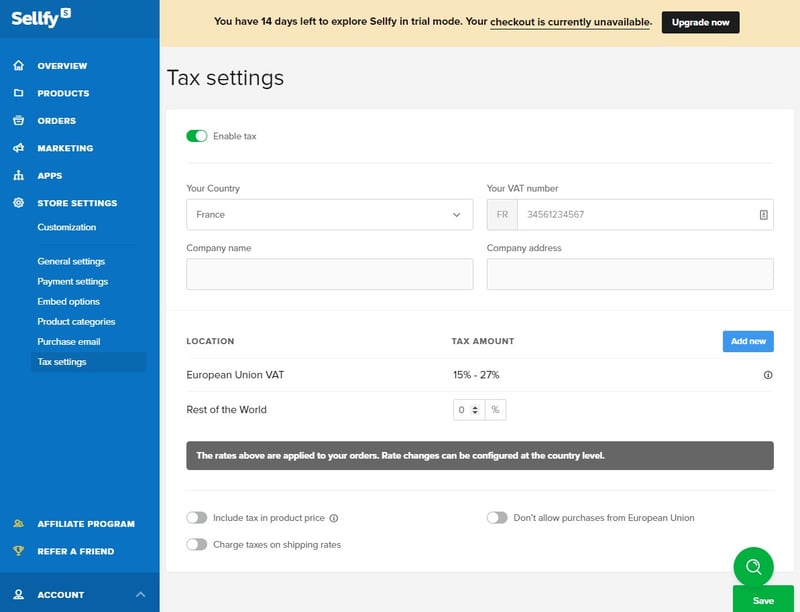 Sellfy S
You have 14 days left to explore Sellfy in trial mode. Your checkout is currently unavailable.
Upgrade now
OVERVIEW
PRODUCTS
ORDERS
MARKETING
APPS
STORE SETTINGS
Customization
General settings
Payment settings
Embed options
Product categories
Purchase email
Tax settings
AFFILIATE PROGRAM
REFER A FRIEND
ACCOUNT
Tax settings
Enable tax
Your Country
Your VAT number
France
FR 34561234567
Company name
Company address
LOCATION
TAX AMOUNT
Add new
European Union VAT
15% - 27%
Rest of the World
0 %
The rates above are applied to your orders. Rate changes can be configured at the country level.
Include tax in product price
Don't allow purchases from European Union
Charge taxes on shipping rates
Save